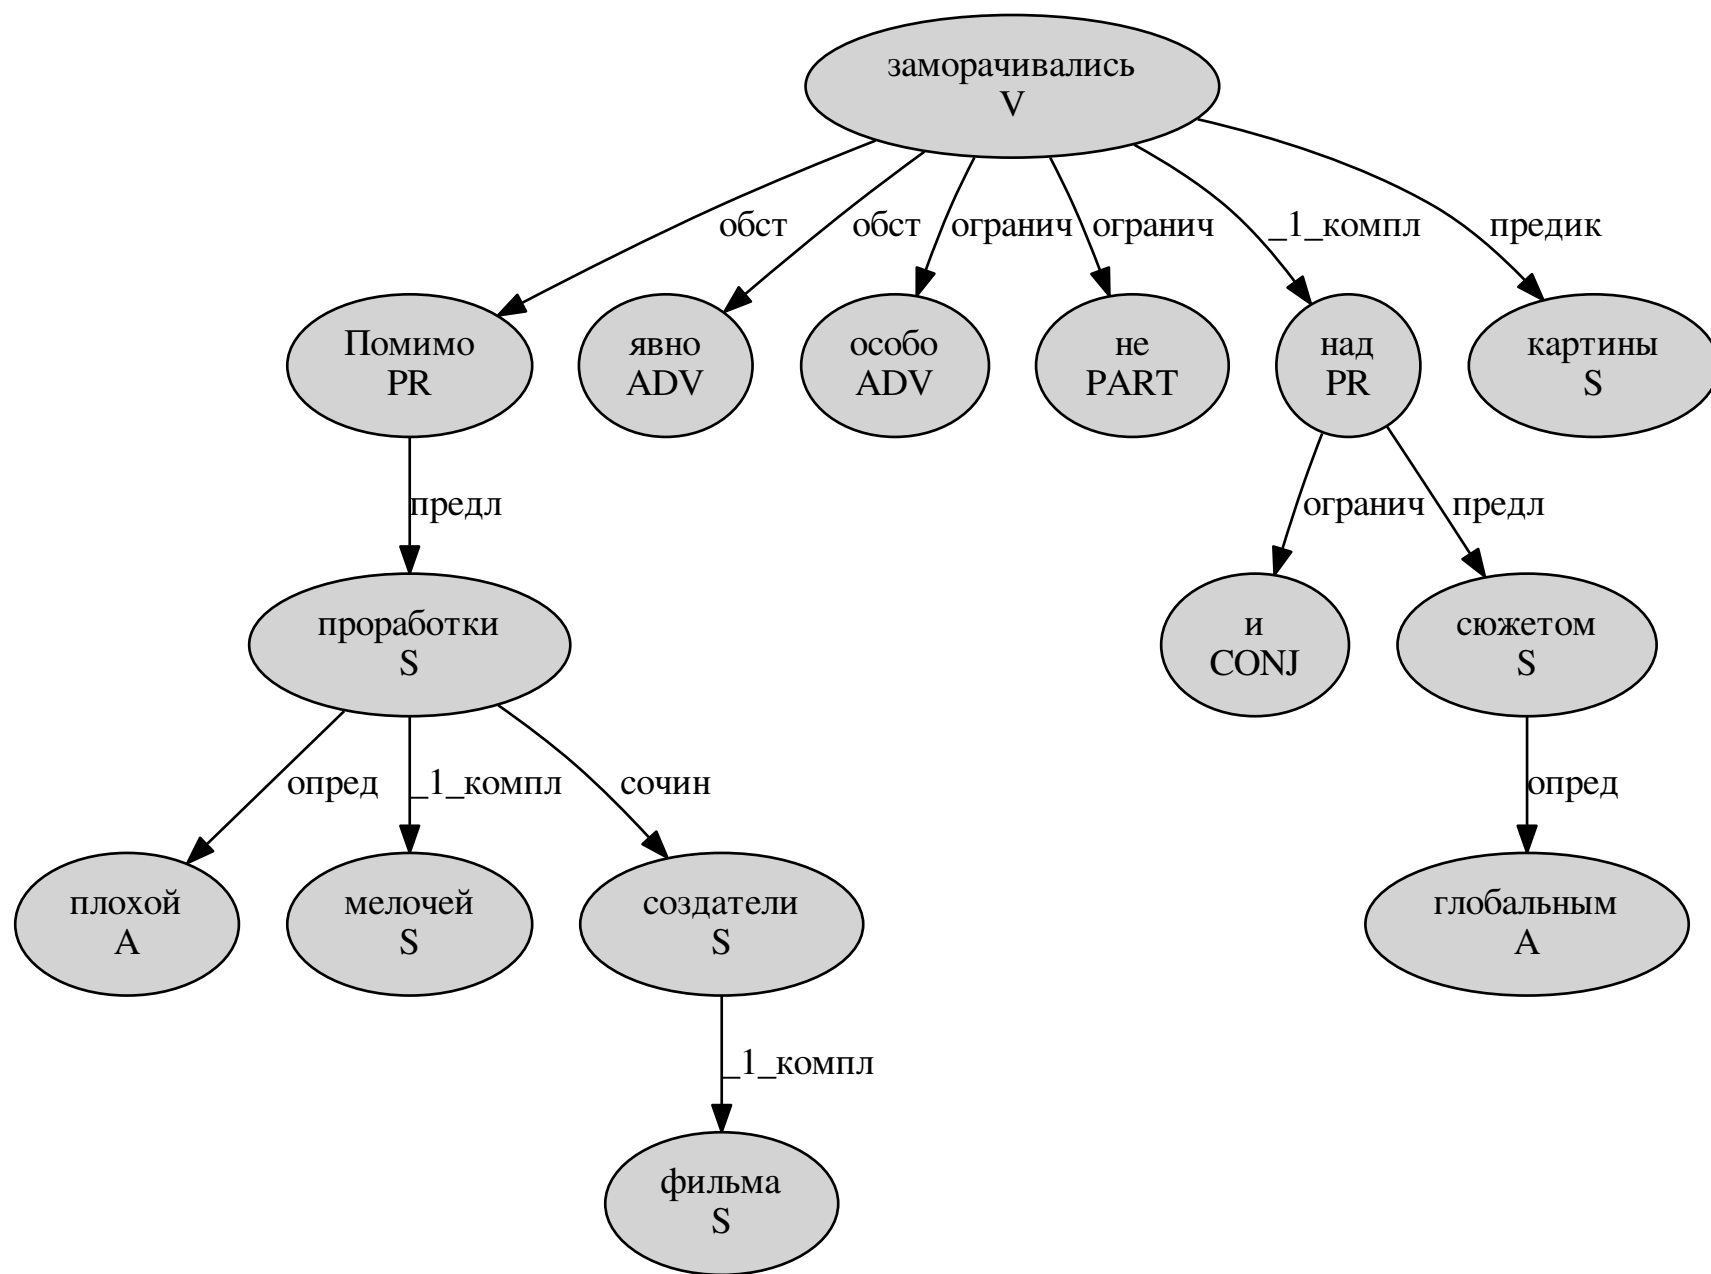 заморачивались
V
обст
обст
огранич
огранич
_1_компл
предик
Помимо
PR
явно
ADV
особо
ADV
не
PART
над
PR
картины
S
предл
огранич
предл
проработки
S
и
CONJ
сюжетом
S
опред
_1_компл
сочин
опред
плохой
A
мелочей
S
создатели
S
глобальным
A
_1_компл
фильма
S